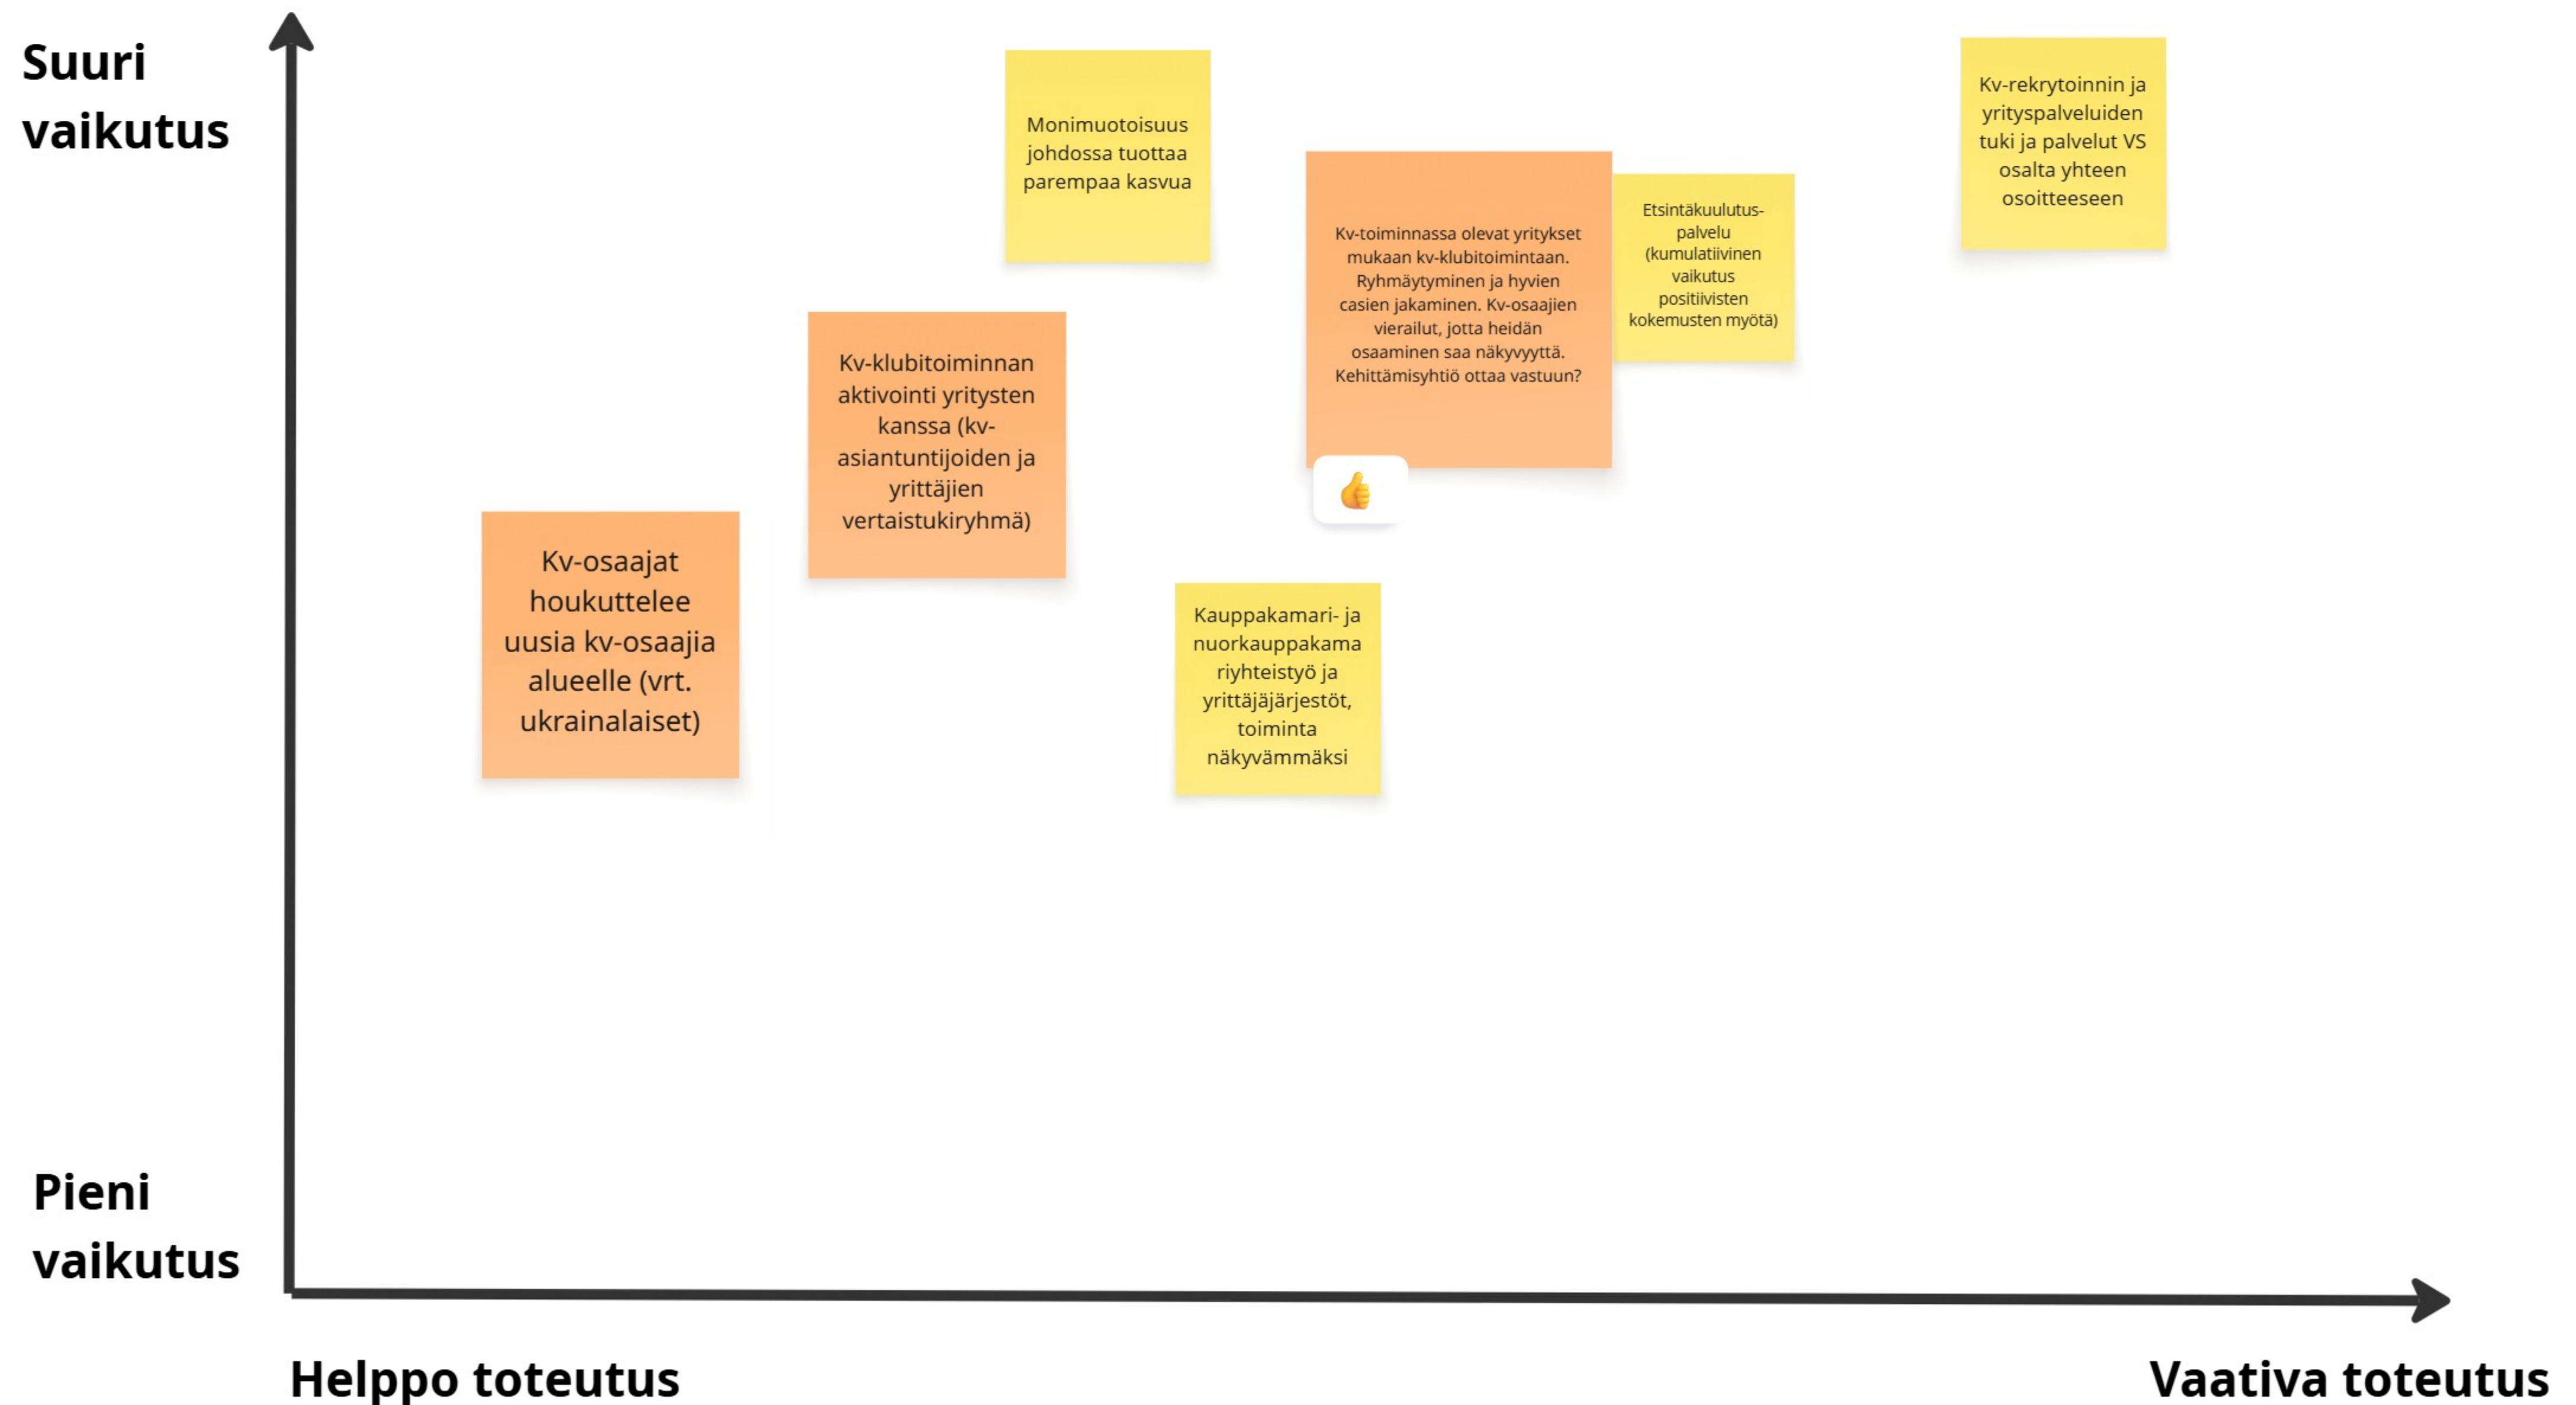 Suuri
vaikutus
Monimuotoisuus
johdossa tuottaa
parempaa kasvua
Kv-rekrytoinnin ja
yrityspalveluiden
tuki ja palvelut VS
osalta yhteen
osoitteeseen
Kv-toiminnassa olevat yritykset
mukaan kv-klubitoimintaan.
Ryhmäytyminen ja hyvien
casien jakaminen. Kv-osaajien
vierailut, jotta heidän
osaaminen saa näkyvyyttä.
Kehittämisyhtiö ottaa vastuun?
Etsintäkuulutus-
palvelu
(kumulatiivinen
vaikutus
positiivisten
kokemusten myötä)
Kv-klubitoiminnan
aktivointi yritysten
kanssa (kv-
asiantuntijoiden ja
yrittäjien
vertaistukiryhmä)
Kv-osaajat
houkuttelee
uusia kv-osaajia
alueelle (vrt.
ukrainalaiset)
Kauppakamari- ja
nuorkauppakama
riyhteistyö ja
yrittäjäjärjestöt,
toiminta
näkyvämmäksi
Pieni
vaikutus
Helppo toteutus
Vaativa toteutus